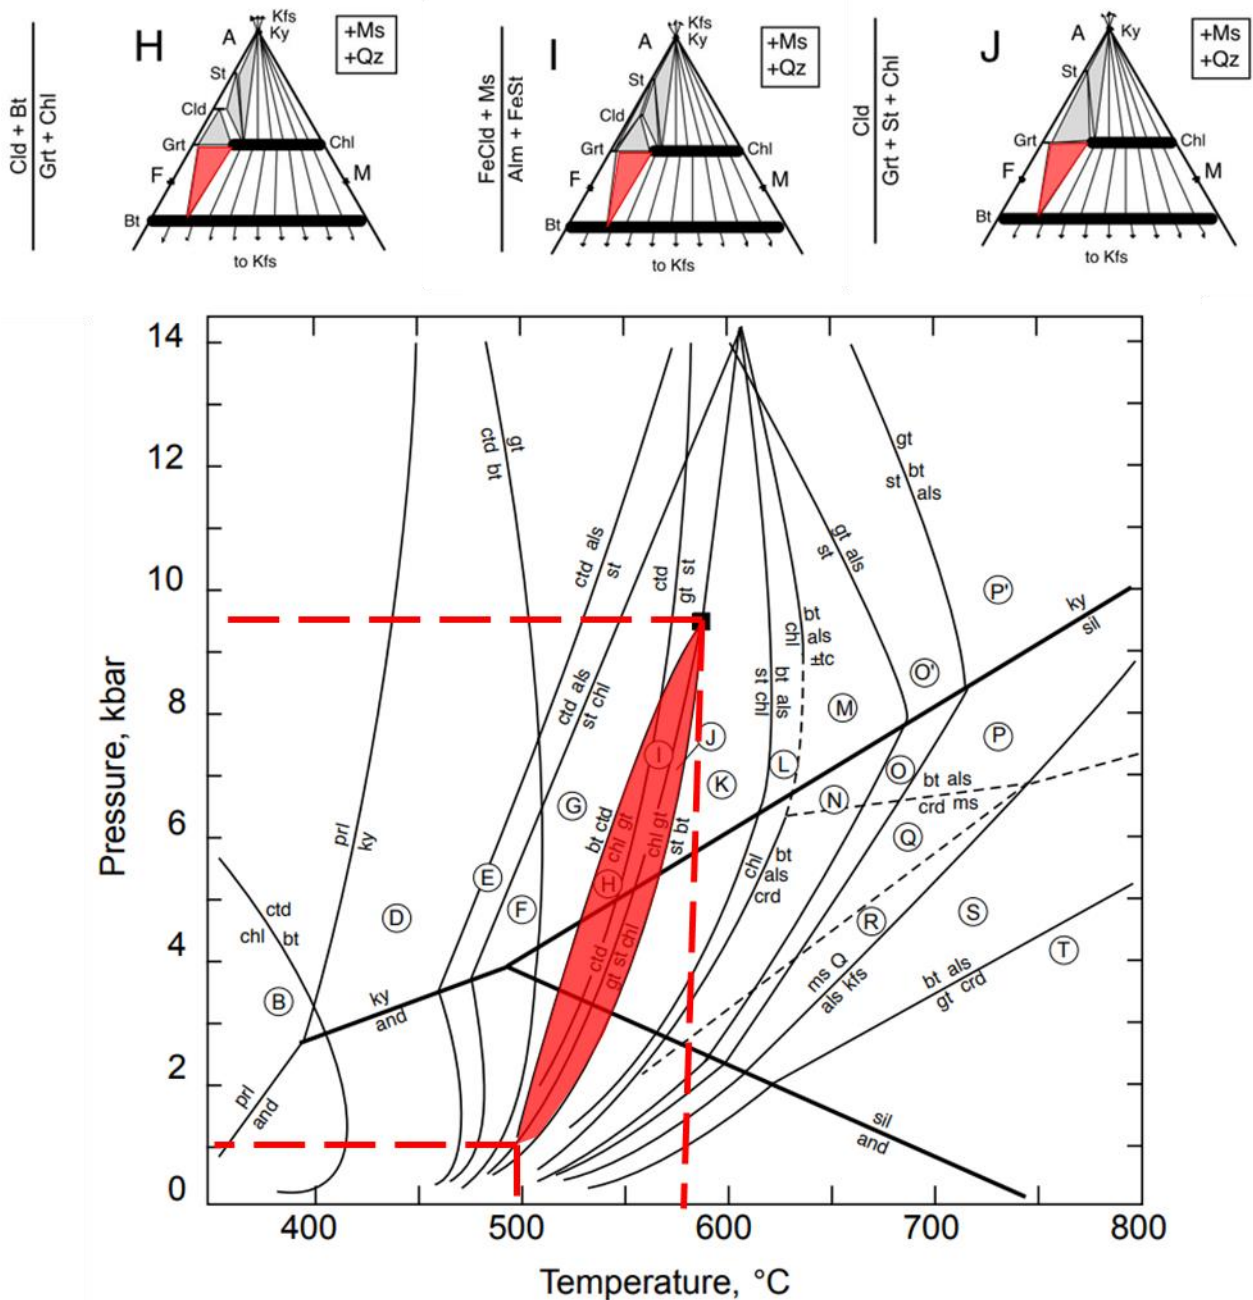 Cld + Bt
Grt + Chl
H
A
Kfs
Ky
+Ms
+Qz
St
Cld
Grt
Chl
F
M
Bt
to Kfs
FeCld + Ms
Alm + FeSt
I
A
Kfs
Ky
+Ms
+Qz
St
Cld
Grt
Chl
F
M
Bt
to Kfs
Cld
Grt + St + Chl
J
A
Ky
+Ms
+Qz
St
Grt
Chl
F
M
Bt
to Kfs
Pressure, kbar
14
12
10
8
6
4
2
0
400
500
600
700
800
Temperature, °C
gt
ctd bt
ctd als
st
ctd
gt st
gt als
st
gt
st bt
als
P'
ky
sil
bt
chl als
±tc
bt als
st chl
O'
M
ctd als
st chl
I
J
K
L
O
P
N
bt als
crd ms
G
prl
ky
bt ctd
chl gt
chl gt
st bt
Q
E
H
F
D
chl bt
als
crd
ctd
chl bt
R
S
T
ms Q
als kfs
bt als
gt crd
ctd
gt st chl
B
ky
and
prl
and
sil
and